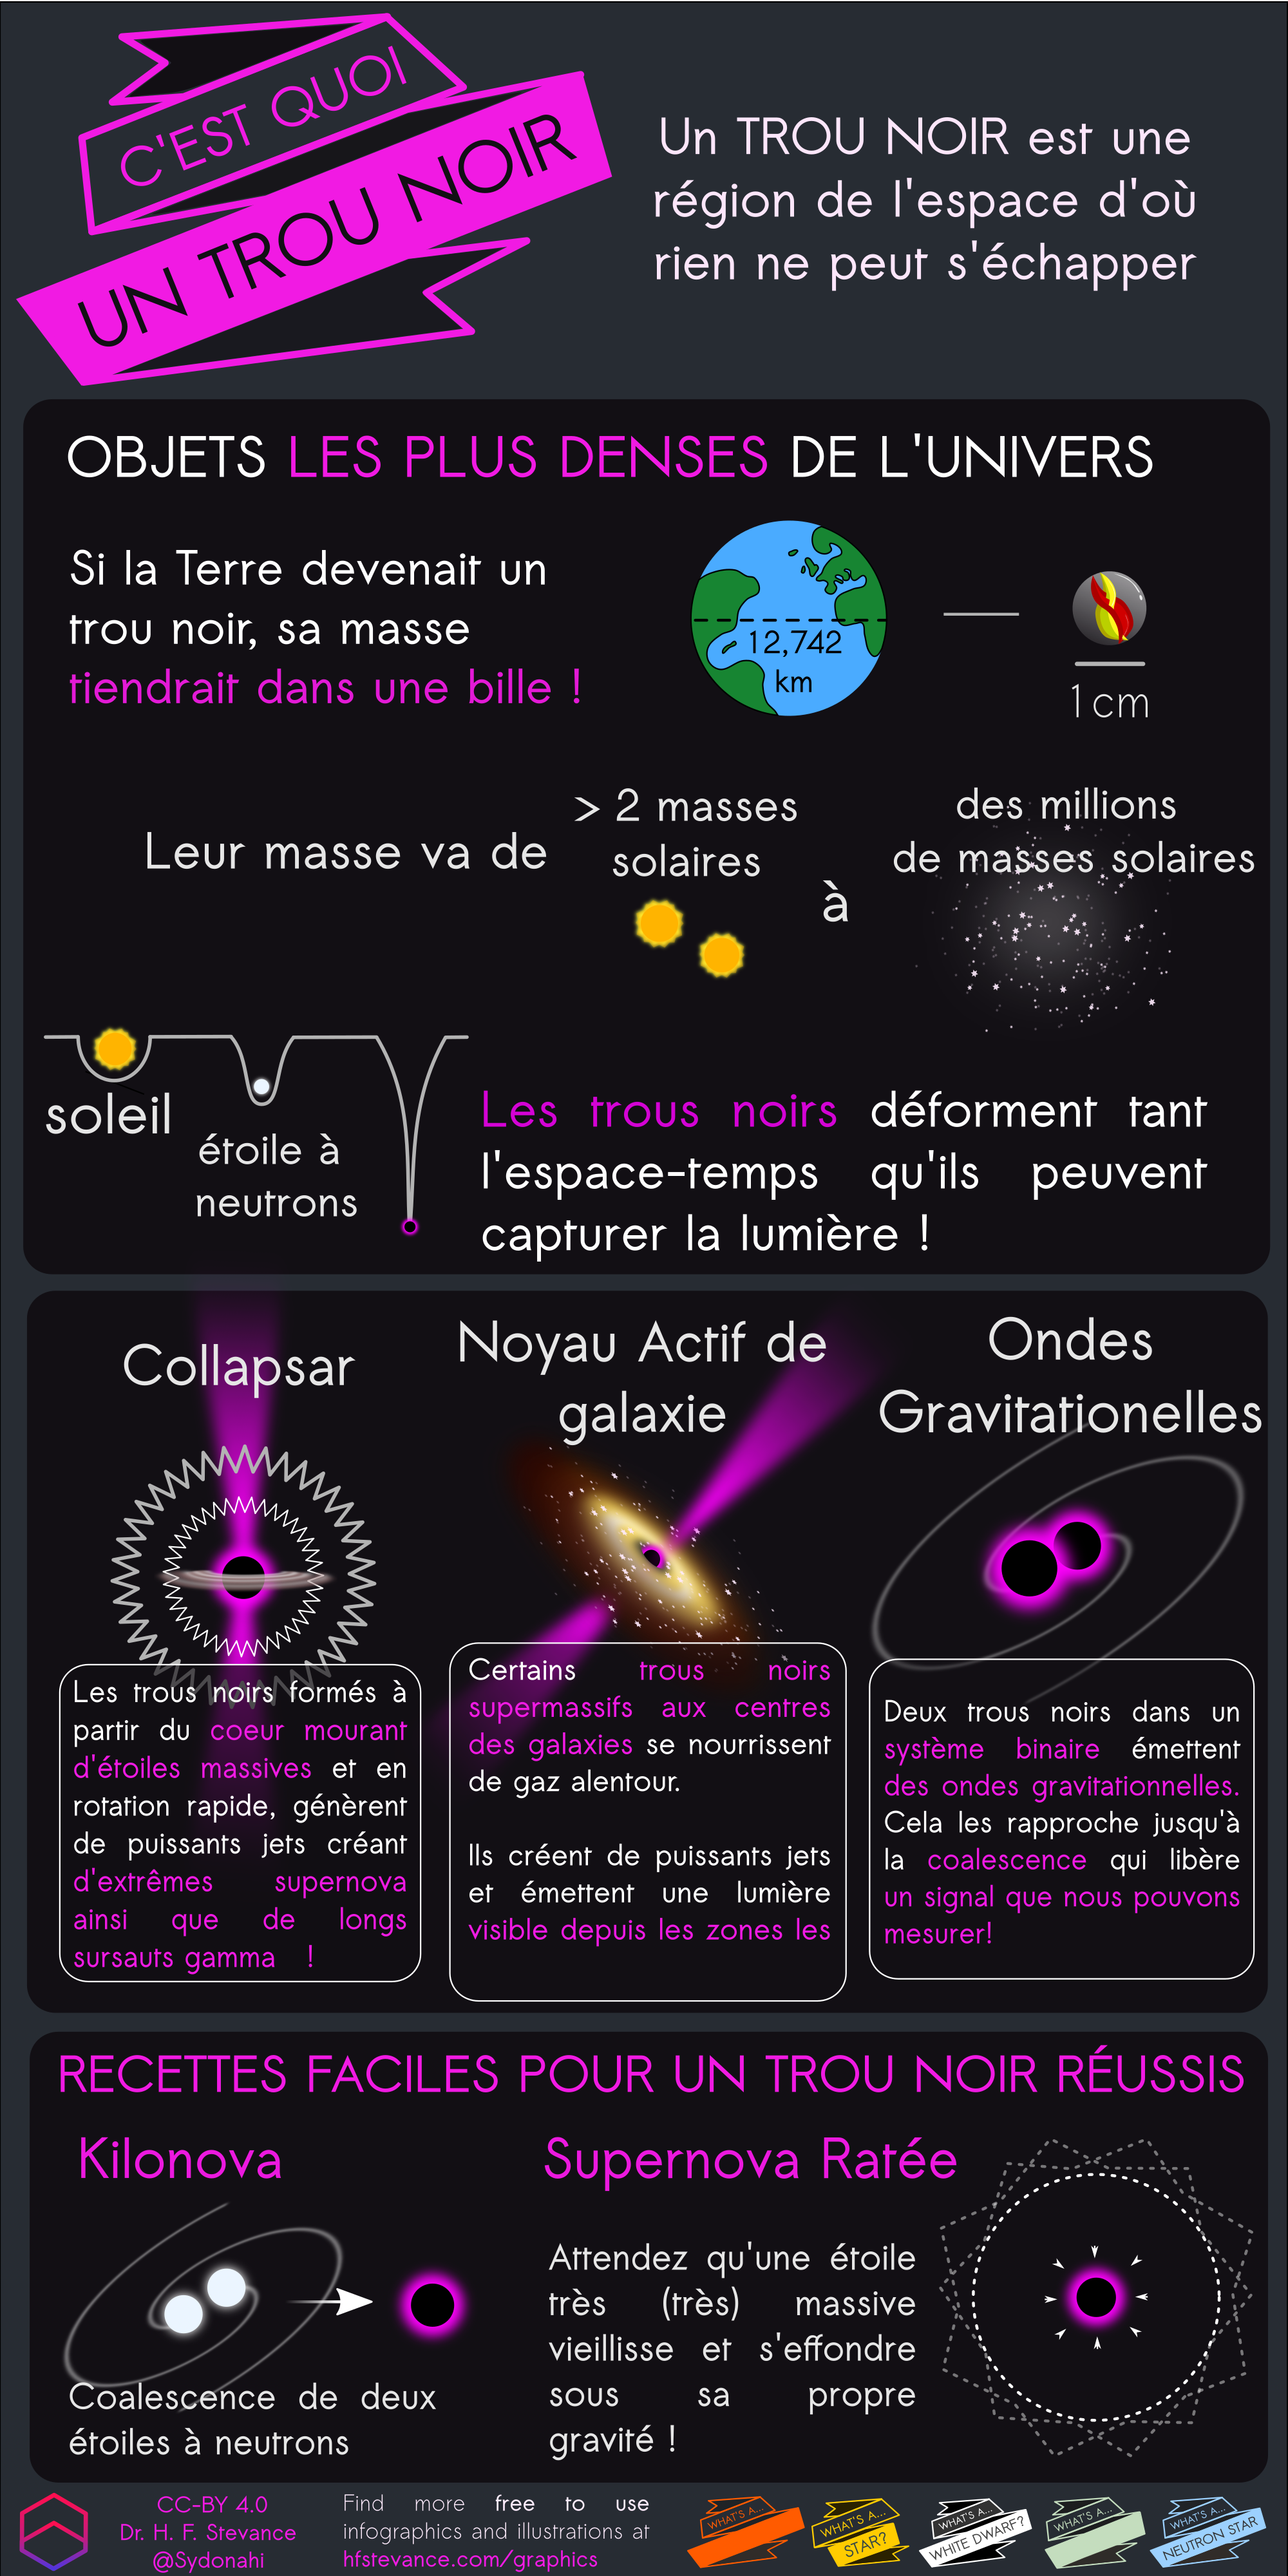 C'EST QUOI
UN TROU NOIR
Un TROU NOIR est une
région de l'espace d'où
rien ne peut s'échapper
OBJETS LES PLUS DENSES DE L'UNIVERS
Si la Terre devenait un
trou noir, sa masse
tiendrait dans une bille !
12,742
km
1 cm
Leur masse va de
> 2 masses
solaires
à
des millions
de masses solaires
soleil
étoile à
neutrons
Les trous noirs déforment tant
l'espace-temps qu'ils peuvent
capturer la lumière !
Collapsar
Les trous noirs formés à
partir du coeur mourant
d'étoiles massives et en
rotation rapide, génèrent
de puissants jets créant
d'extrêmes supernova
ainsi que de longs
sursauts gamma !
Noyau Actif de
galaxie
Certains trous noirs
supermassifs aux centres
des galaxies se nourrissent
de gaz alentour.
Ils créent de puissants jets
et émettent une lumière
visible depuis les zones les
Ondes
Gravitationelles
Deux trous noirs dans un
système binaire émettent
des ondes gravitationnelles.
Cela les rapproche jusqu'à
la coalescence qui libère
un signal que nous pouvons
mesurer!
RECETTES FACILES POUR UN TROU NOIR RÉUSSIS
Kilonova
Coalescence de deux
étoiles à neutrons
Supernova Ratée
Attendez qu'une étoile
très (très) massive
vieillisse et s'effondre
sous sa propre
gravité !
CC-BY 4.0
Dr. H. F. Stevance
@Sydonahi
Find more free to use
infographics and illustrations at
hfstevance.com/graphics
WHAT'S A...
WHAT'S A...
STAR?
WHAT'S A...
WHITE DWARF?
WHAT'S A...
WHAT'S A...
NEUTRON STAR